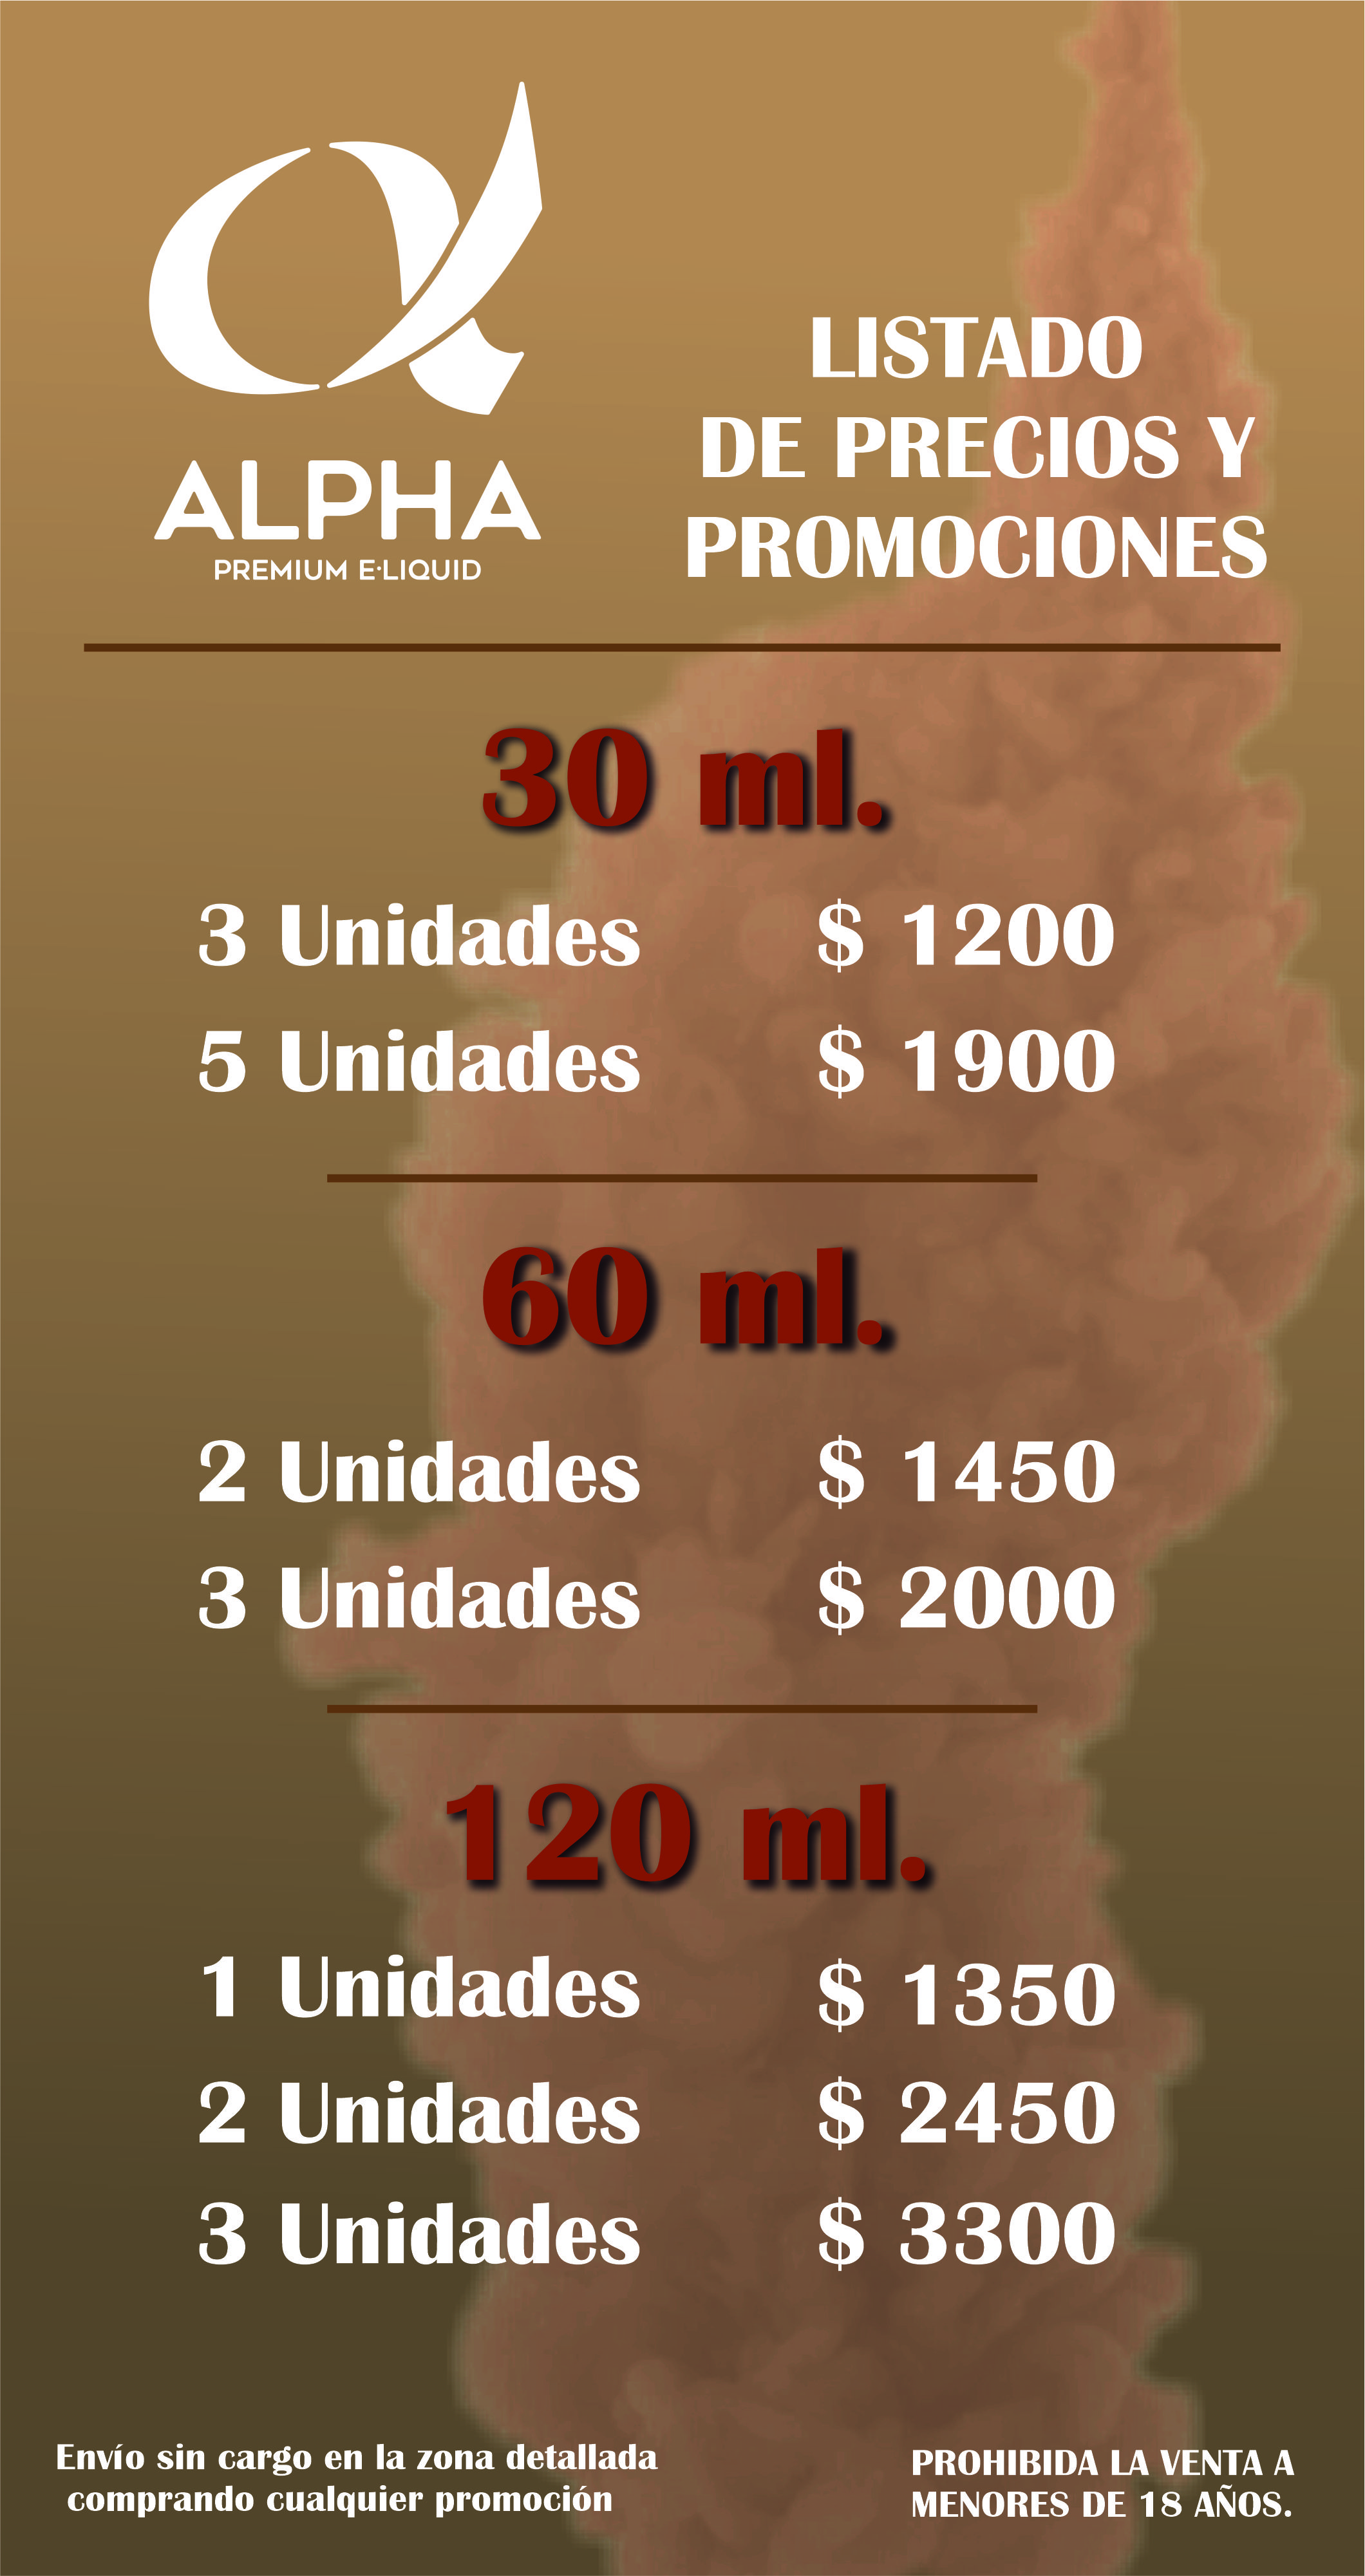 ALPHA
PREMIUM E·LIQUID
LISTADO
DE PRECIOS Y
PROMOCIONES
30 ml.
3 Unidades $ 1200
5 Unidades $ 1900
60 ml.
2 Unidades $ 1450
3 Unidades $ 2000
120 ml.
1 Unidades $ 1350
2 Unidades $ 2450
3 Unidades $ 3300
Envío sin cargo en la zona detallada
comprando cualquier promoción
PROHIBIDA LA VENTA A
MENORES DE 18 AÑOS.